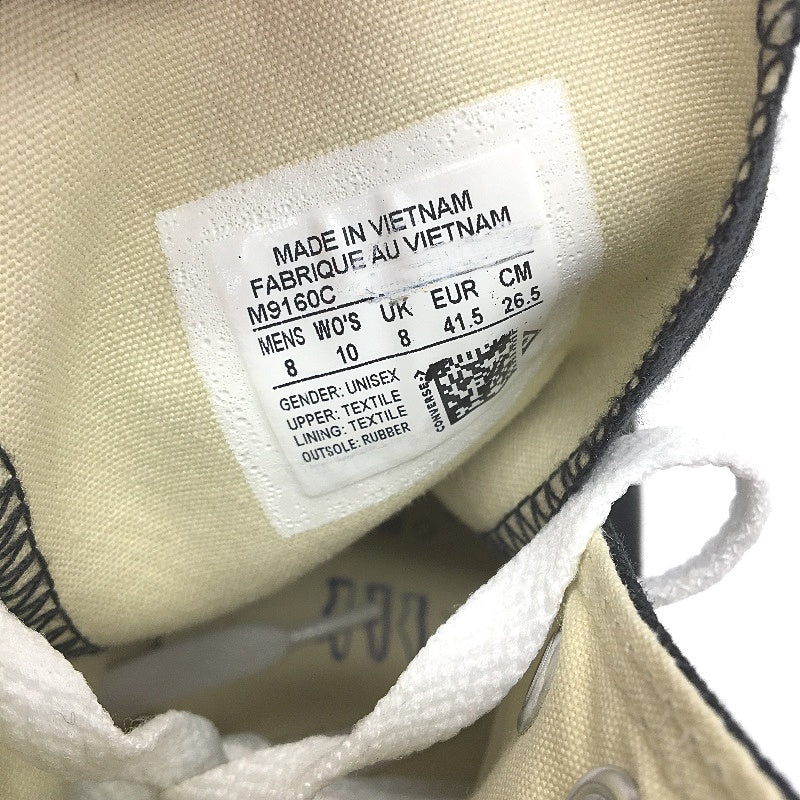 MADE IN VIETNAM
FABRIQUE AU VIETNAM
M9160C
MENS WO'S UK EUR CM
8 10 8 41.5 26.5
GENDER: UNISEX
UPPER: TEXTILE
LINING: TEXTILE
OUTSOLE: RUBBER
CONVERSE